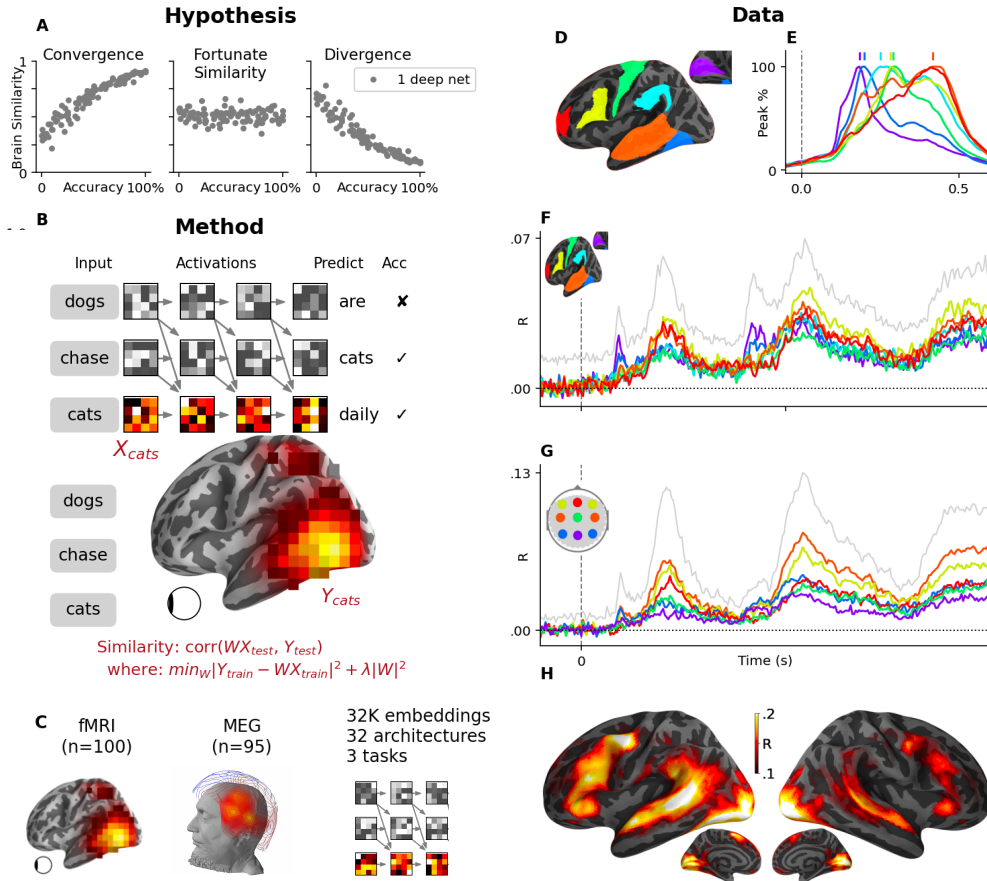 Hypothesis
A
Convergence
Fortunate
Similarity
Divergence
1 deep net
Brain Similarity
1
0
0
Accuracy
100%
0
Accuracy
100%
0
Accuracy
100%
B
Method
Input
Activations
Predict
Acc
dogs
are
✘
chase
cats
✓
cats
daily
✓
X_cats
dogs
chase
cats
Y_cats
Similarity: corr(WX_test, Y_test)
where: min_W|Y_train − WX_train|² + λ|W|²
C
fMRI
(n=100)
MEG
(n=95)
32K embeddings
32 architectures
3 tasks
Data
D
E
Peak %
100
0
0.0
0.5
F
.07
R
.00
G
.13
R
.00
0
Time (s)
H
.2
R
.1